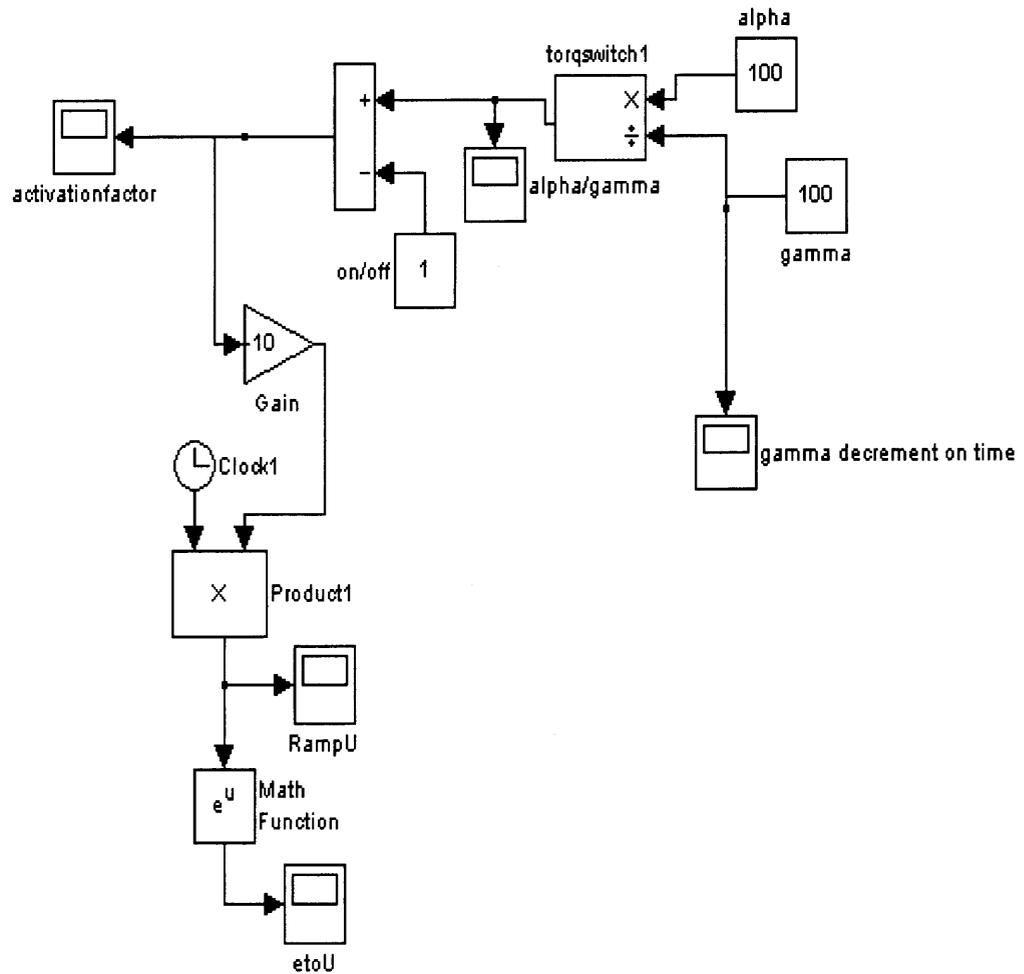 alpha
torqswitch1
100
×
+
÷
activationfactor
−
alpha/gamma
100
on/off
1
gamma
-10
Gain
Clock1
gamma decrement on time
×
Product1
RampU
e^u
Math
Function
etoU